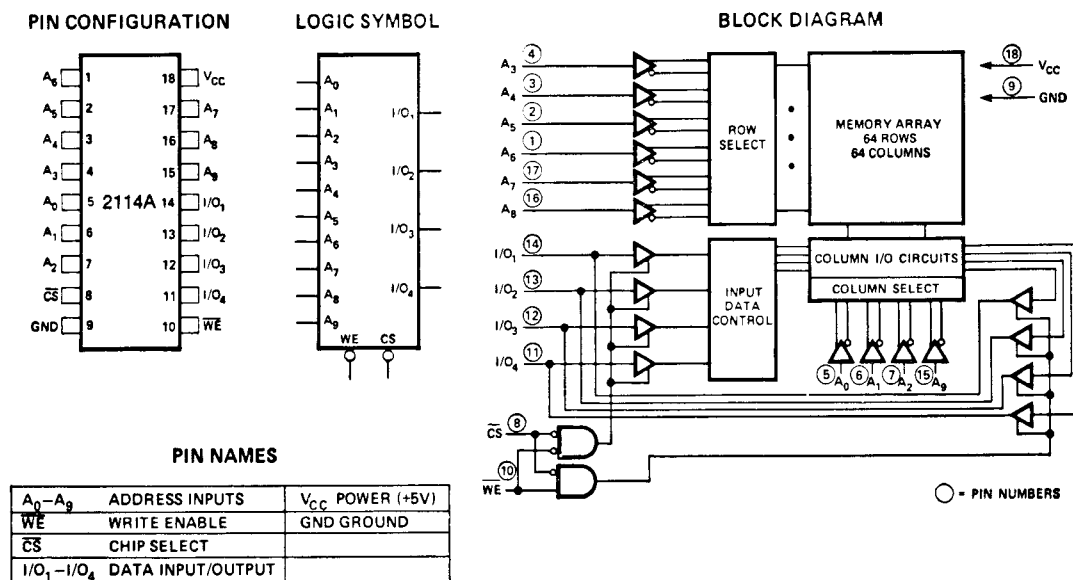 PIN CONFIGURATION
A6 1 18 VCC
A5 2 17 A7
A4 3 16 A8
A3 4 15 A9
A0 5 2114A 14 I/O1
A1 6 13 I/O2
A2 7 12 I/O3
CS 8 11 I/O4
GND 9 10 WE
LOGIC SYMBOL
A0
A1
A2
A3
A4
A5
A6
A7
A8
A9
I/O1
I/O2
I/O3
I/O4
WE CS
BLOCK DIAGRAM
A3 4
A4 3
A5 2
A6 1
A7 17
A8 16
ROW
SELECT
MEMORY ARRAY
64 ROWS
64 COLUMNS
18 VCC
9 GND
I/O1 14
I/O2 13
I/O3 12
I/O4 11
INPUT
DATA
CONTROL
COLUMN I/O CIRCUITS
COLUMN SELECT
5 A0 6 A1 7 A2 15 A9
CS 8
WE 10
= PIN NUMBERS
PIN NAMES
A0–A9 ADDRESS INPUTS VCC POWER (+5V)
WE WRITE ENABLE GND GROUND
CS CHIP SELECT
I/O1–I/O4 DATA INPUT/OUTPUT